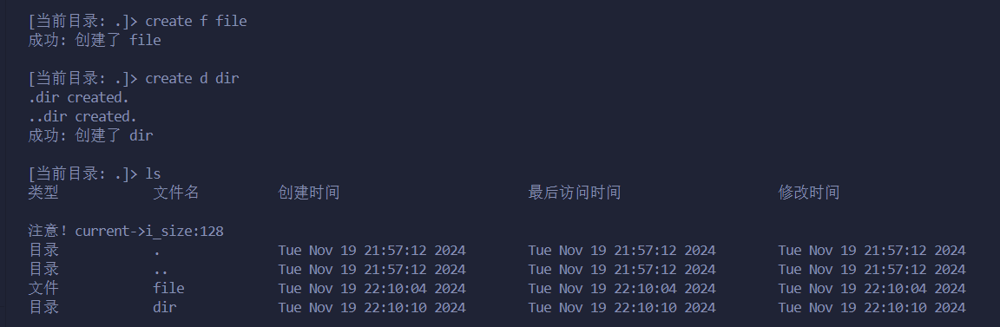 [当前目录: .]> create f file
成功: 创建了 file
[当前目录: .]> create d dir
.dir created.
..dir created.
成功: 创建了 dir
[当前目录: .]> ls
类型 文件名 创建时间 最后访问时间 修改时间
注意! current->i_size:128
目录 . Tue Nov 19 21:57:12 2024 Tue Nov 19 21:57:12 2024 Tue Nov 19 21:57:12 2024
目录 .. Tue Nov 19 21:57:12 2024 Tue Nov 19 21:57:12 2024 Tue Nov 19 21:57:12 2024
文件 file Tue Nov 19 22:10:04 2024 Tue Nov 19 22:10:04 2024 Tue Nov 19 22:10:04 2024
目录 dir Tue Nov 19 22:10:10 2024 Tue Nov 19 22:10:10 2024 Tue Nov 19 22:10:10 2024